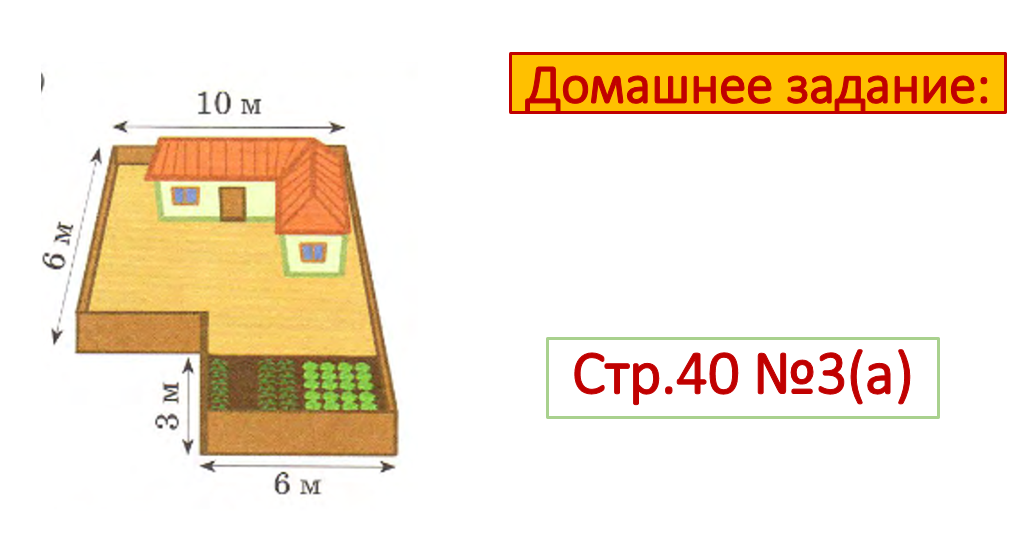 )
10 м
6 м
3 м
6 м
Домашнее задание:
Стр.40 №3(а)